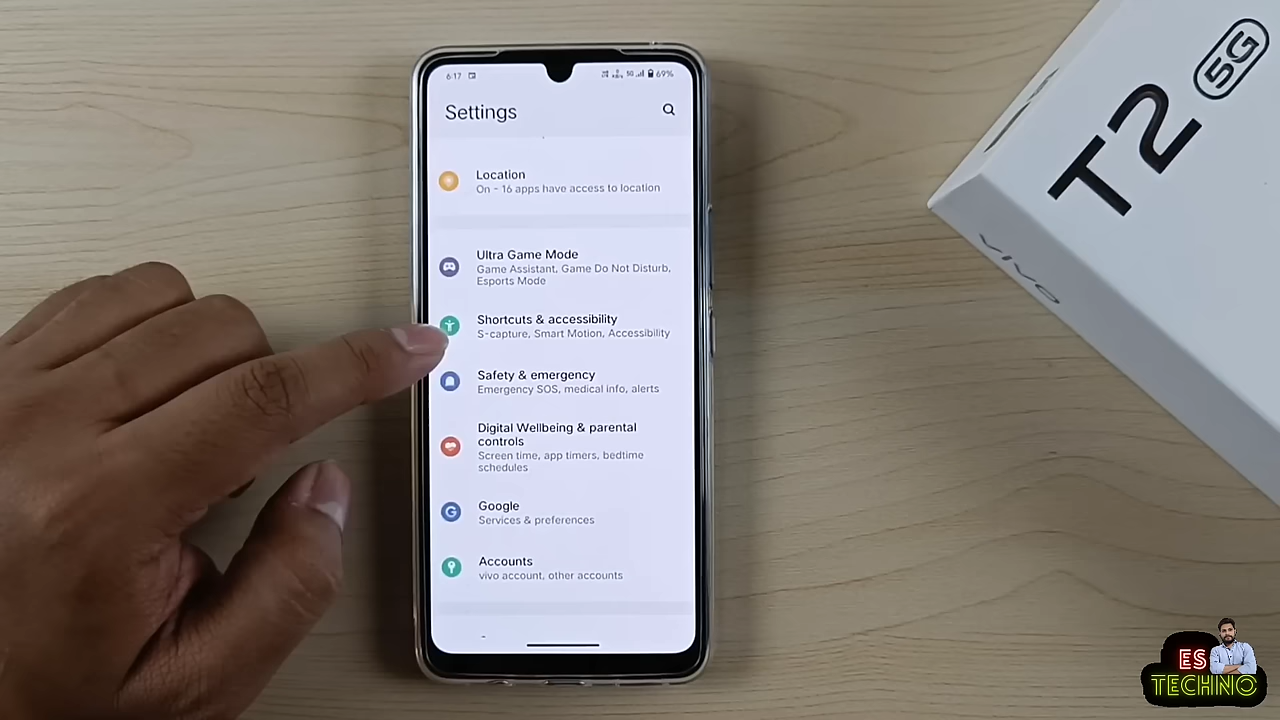 6:17
5G
69%
Settings
Location
On - 16 apps have access to location
Ultra Game Mode
Game Assistant, Game Do Not Disturb,
Esports Mode
Shortcuts & accessibility
S-capture, Smart Motion, Accessibility
Safety & emergency
Emergency SOS, medical info, alerts
Digital Wellbeing & parental
controls
Screen time, app timers, bedtime
schedules
Google
Services & preferences
Accounts
vivo account, other accounts
T2 5G
vivo
ES
TECHNO